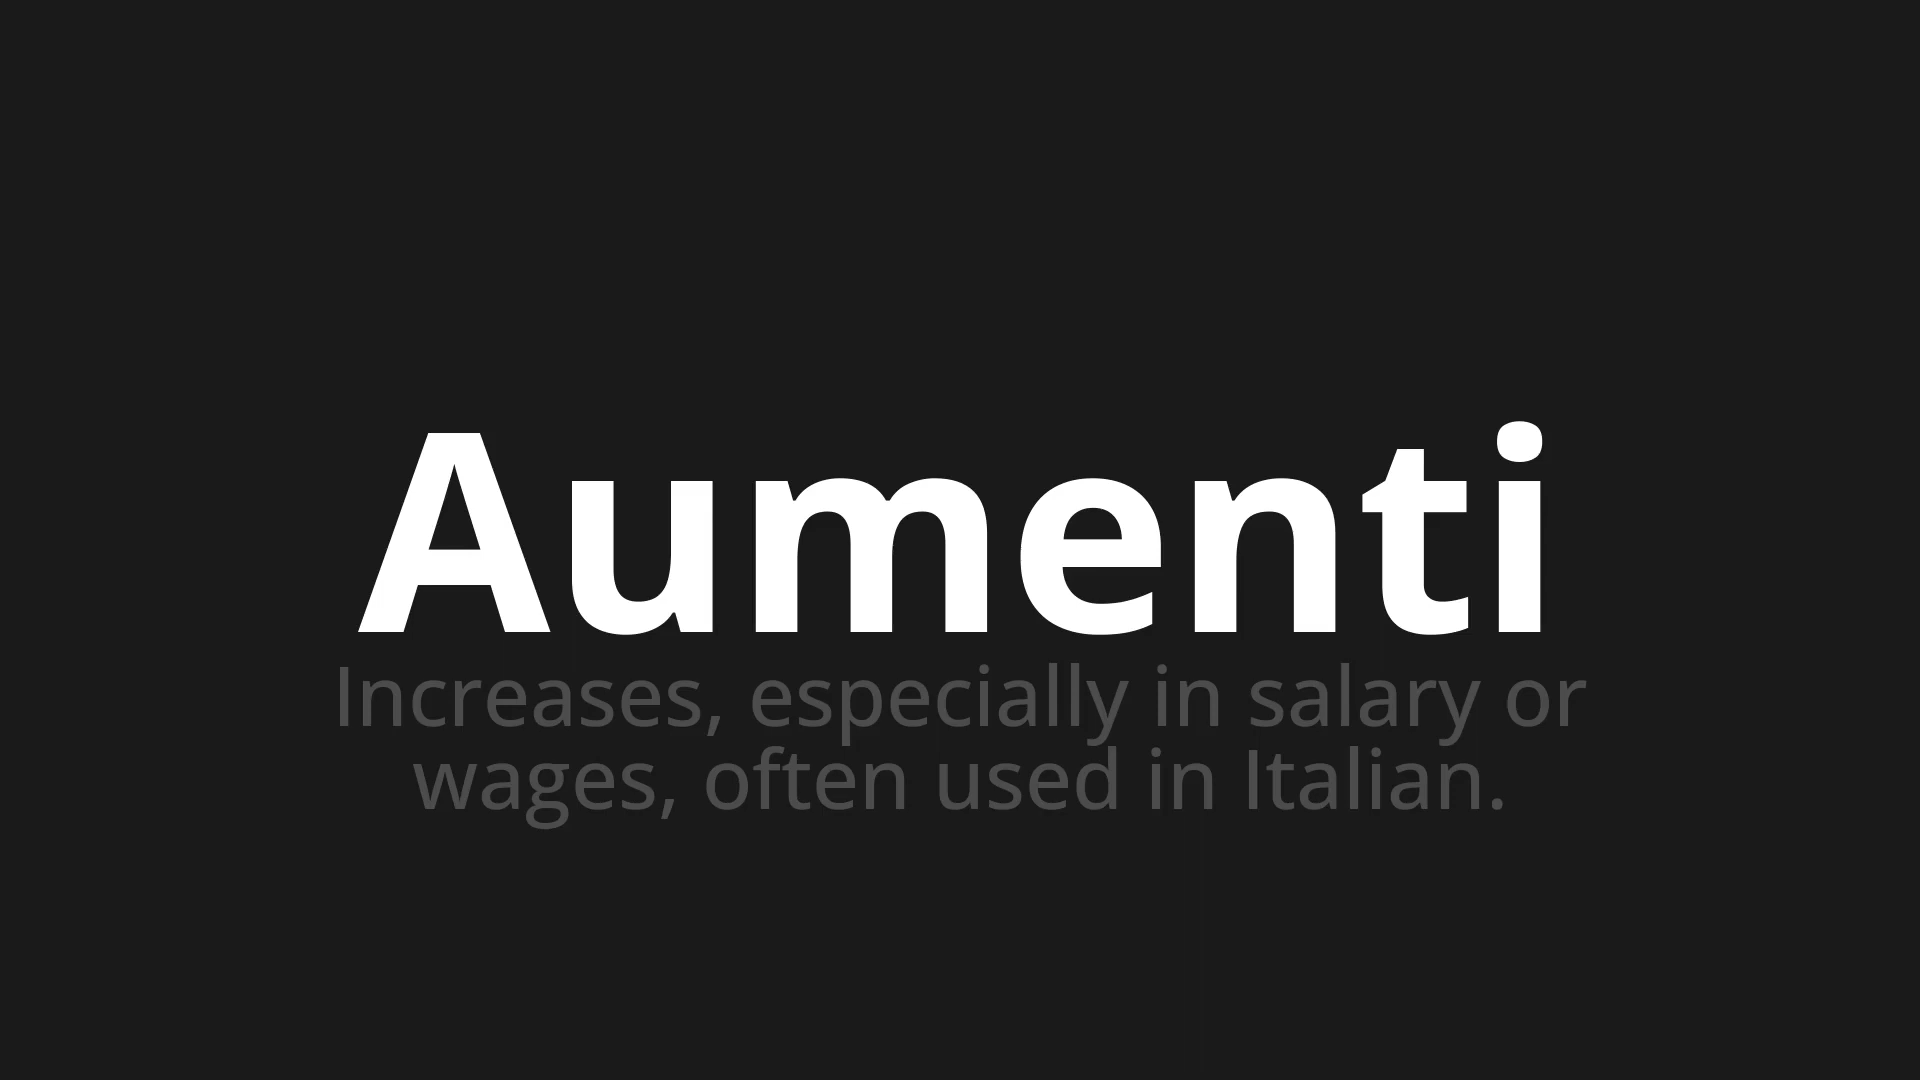 Aumenti
Increases, especially in salary or
wages, often used in Italian.